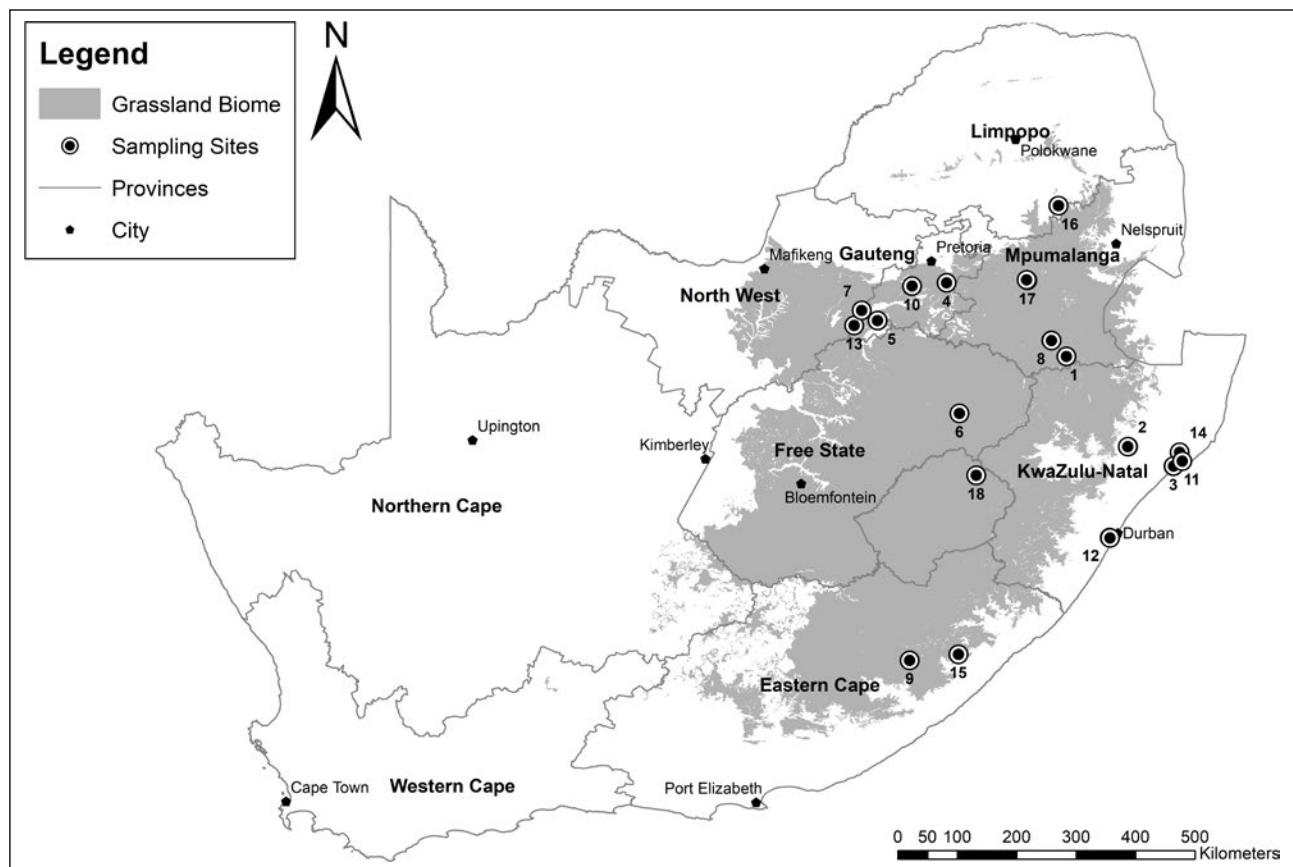 Legend
Grassland Biome
Sampling Sites
Provinces
City
N
Limpopo
Polokwane
16
Nelspruit
Mafikeng
Gauteng
Pretoria
Mpumalanga
North West
7
10
4
17
13
5
8
1
Upington
Kimberley
Free State
6
2
14
KwaZulu-Natal
3
11
Bloemfontein
18
Northern Cape
12
Durban
9
15
Eastern Cape
Cape Town
Western Cape
Port Elizabeth
0 50 100 200 300 400 500
Kilometers